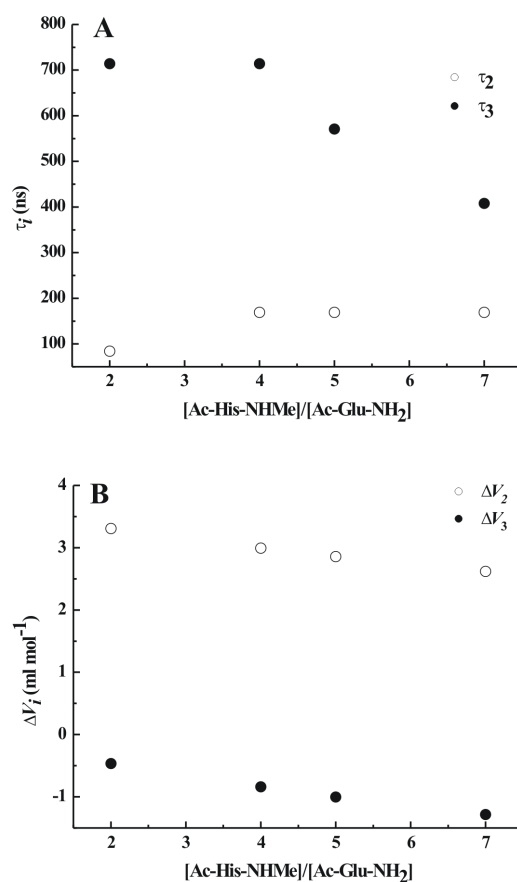 A
800
700
600
500
400
300
200
100
τi (ns)
τ2
τ3
2 3 4 5 6 7
[Ac-His-NHMe]/[Ac-Glu-NH2]
B
4
3
2
1
0
-1
ΔVi (ml mol-1)
ΔV2
ΔV3
2 3 4 5 6 7
[Ac-His-NHMe]/[Ac-Glu-NH2]